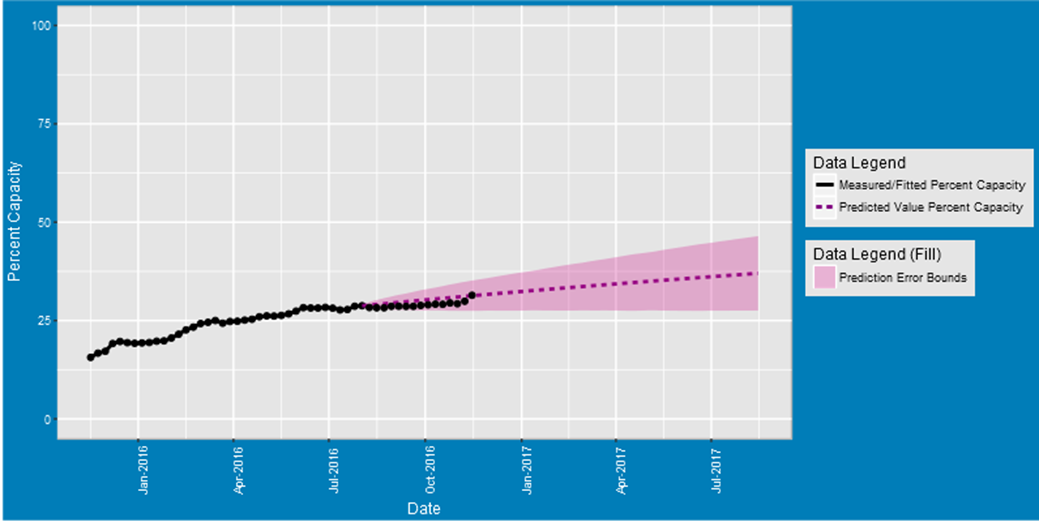 100
75
50
25
0
Percent Capacity
Jan-2016
Apr-2016
Jul-2016
Oct-2016
Jan-2017
Apr-2017
Jul-2017
Date
Data Legend
Measured/Fitted Percent Capacity
Predicted Value Percent Capacity
Data Legend (Fill)
Prediction Error Bounds